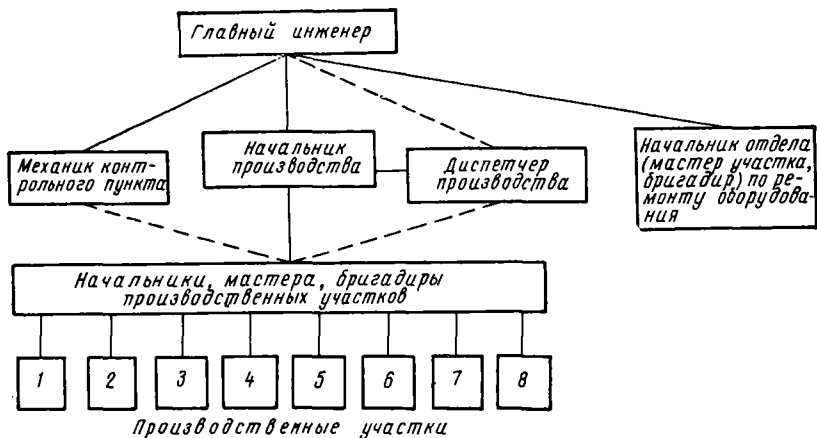 Главный инженер
Механик конт-
рольного пункта
Начальник
производства
Диспетчер
производства
Начальник отдела
(мастер участка,
бригадир) по ре-
монту оборудова-
ния
Начальники, мастера, бригадиры
производственных участков
1 2 3 4 5 6 7 8
Производственные участки